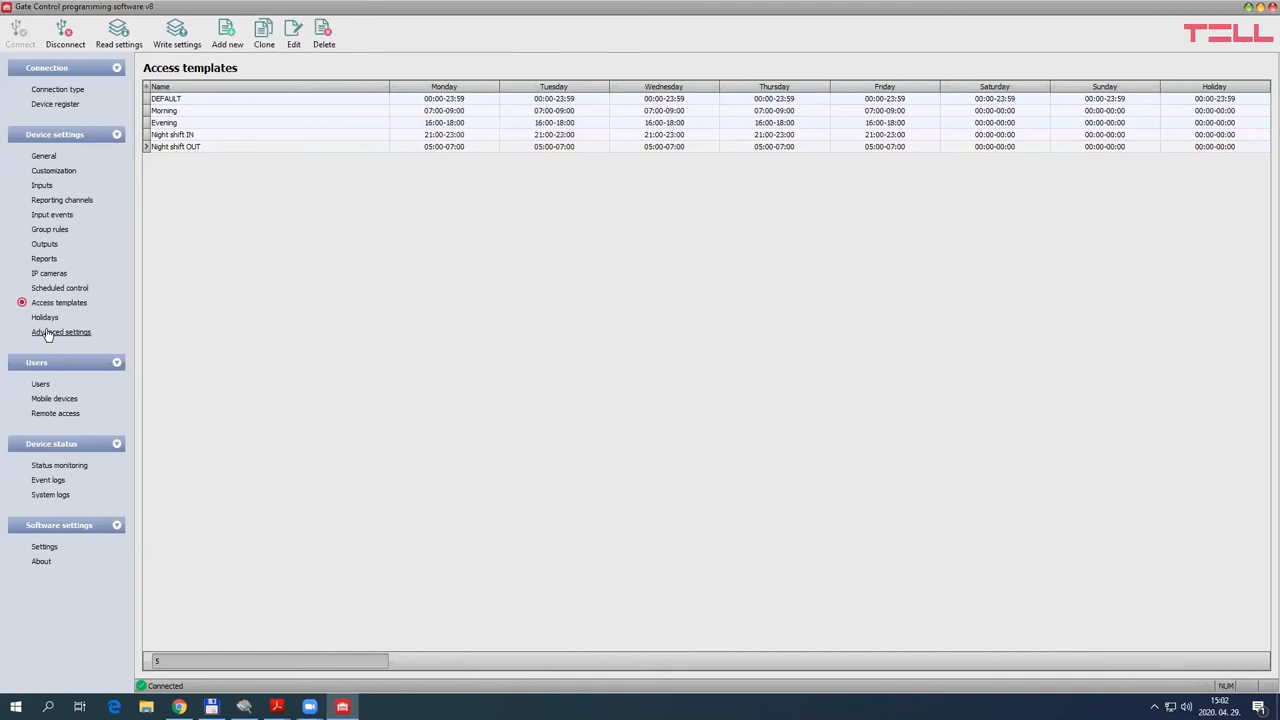 Gate Control programming software v8
Connect Disconnect Read settings Write settings Add new Clone Edit Delete
TELL
Connection
Connection type
Device register
Device settings
General
Customization
Inputs
Reporting channels
Input events
Group rules
Outputs
Reports
IP cameras
Scheduled control
Access templates
Holidays
Advanced settings
Users
Users
Mobile devices
Remote access
Device status
Status monitoring
Event logs
System logs
Software settings
Settings
About
Access templates
Name Monday Tuesday Wednesday Thursday Friday Saturday Sunday Holiday
DEFAULT 00:00-23:59 00:00-23:59 00:00-23:59 00:00-23:59 00:00-23:59 00:00-23:59 00:00-23:59 00:00-23:59
Morning 07:00-09:00 07:00-09:00 07:00-09:00 07:00-09:00 07:00-09:00 00:00-00:00 00:00-00:00 00:00-00:00
Evening 16:00-18:00 16:00-18:00 16:00-18:00 16:00-18:00 16:00-18:00 00:00-00:00 00:00-00:00 00:00-00:00
Night shift IN 21:00-23:00 21:00-23:00 21:00-23:00 21:00-23:00 21:00-23:00 00:00-00:00 00:00-00:00 00:00-00:00
Night shift OUT 05:00-07:00 05:00-07:00 05:00-07:00 05:00-07:00 05:00-07:00 00:00-00:00 00:00-00:00 00:00-00:00
5
Connected
NUM
15:02
2020. 04. 29.